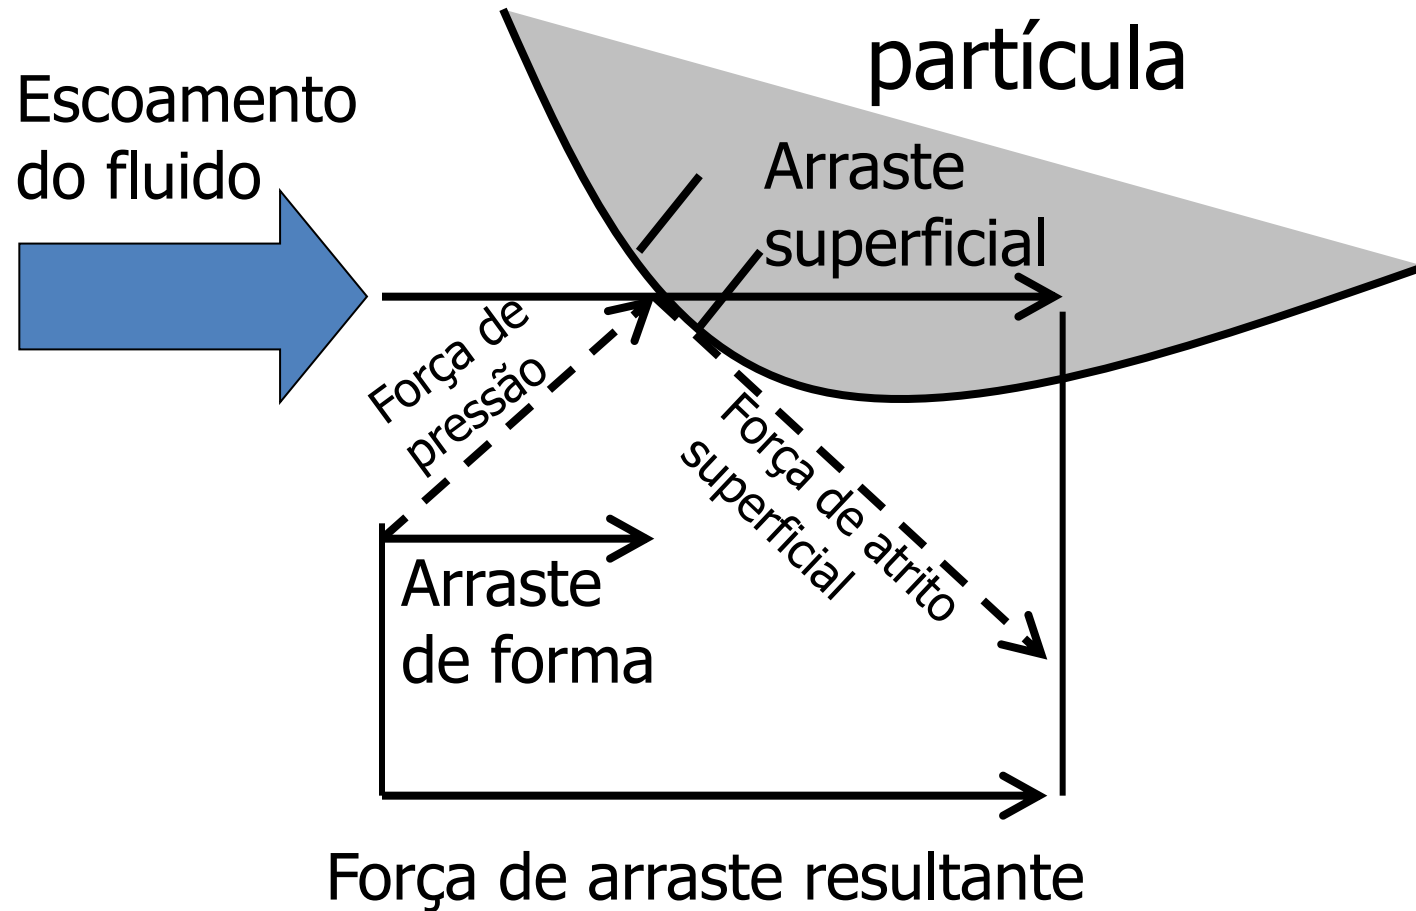 partícula
Escoamento
do fluido
Arraste
superficial
Força de
pressão
Força de atrito
superficial
Arraste
de forma
Força de arraste resultante